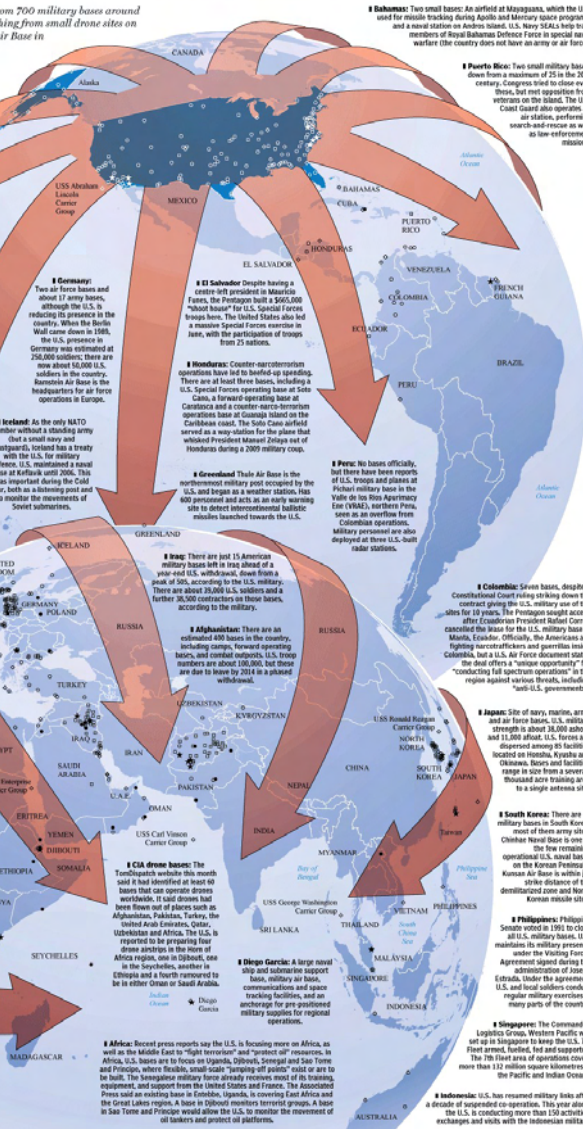 om 700 military bases around
hing from small drone sites on
ir Base in
Bahamas: Two small bases: An airfield at Mayaguana, which the U
used for missile tracking during Apollo and Mercury space program
and a naval station on Andros Island. U.S. Navy SEALs help tra
members of Royal Bahamas Defence Force in special nav
warfare (the country does not have an army or air forc
Puerto Rico: Two small military base
down from a maximum of 25 in the 20
century. Congress tried to close ev
these, but met opposition fro
veterans on the island. The U
Coast Guard also operates
air station, performi
search-and-rescue as w
as law-enforceme
mission
CANADA
Alaska
Atlantic
Ocean
USS Abraham
Lincoln
Carrier
Group
MEXICO
BAHAMAS
CUBA
PUERTO
RICO
HONDURAS
EL SALVADOR
VENEZUELA
FRENCH
GUIANA
COLOMBIA
ECUADOR
BRAZIL
PERU
Atlantic
Ocean
Germany:
Two air force bases and
about 17 army bases,
although the U.S. is
reducing its presence in the
country. When the Berlin
Wall came down in 1989,
the U.S. presence in
Germany was estimated at
250,000 soldiers; there are
now about 50,000 U.S.
soldiers in the country.
Ramstein Air Base is the
headquarters for air force
operations in Europe.
El Salvador Despite having a
centre-left president in Mauricio
Funes, the Pentagon built a $665,000
"shoot house" for U.S. Special Forces
troops here. The United States also led
a massive Special Forces exercise in
June, with the participation of troops
from 25 nations.
Honduras: Counter-narcoterrorism
operations have led to beefed-up spending.
There are at least three bases, including a
U.S. Special Forces operating base at Soto
Cano, a forward-operating base at
Caratasca and a counter-narco-terrorism
operations base at Guanaja island on the
Caribbean coast. The Soto Cano airfield
served as a way-station for the plane that
whisked President Manuel Zelaya out of
Honduras during a 2009 military coup.
Iceland: As the only NATO
mber without a standing army
(but a small navy and
astguard), Iceland has a treaty
with the U.S. for military
fence. U.S. maintained a naval
se at Keflavik until 2006. This
as important during the Cold
r, both as a listening post and
o monitor the movements of
Soviet submarines.
Greenland Thule Air Base is the
northernmost military post occupied by the
U.S. and began as a weather station. Has
600 personnel and acts as an early warning
site to detect intercontinental ballistic
missiles launched towards the U.S.
Peru: No bases officially,
but there have been reports
of U.S. troops and planes at
Pichari military base in the
Valle de los Rios Apurimacy
Ene (VRAE), northern Peru,
seen as an overflow from
Colombian operations.
Military personnel are also
deployed at three U.S.-built
radar stations.
GREENLAND
ICELAND
TED
DOM
GERMANY
POLAND
RUSSIA
RUSSIA
Iraq: There are just 15 American
military bases left in Iraq ahead of a
year-end U.S. withdrawal, down from a
peak of 505, according to the U.S. military.
There are about 39,000 U.S. soldiers and a
further 38,500 contractors on those bases,
according to the military.
Afghanistan: There are an
estimated 400 bases in the country,
including camps, forward operating
bases, and combat outposts. U.S. troop
numbers are about 100,000, but these
are due to leave by 2014 in a phased
withdrawal.
Colombia: Seven bases, despite
Constitutional Court ruling striking down t
contract giving the U.S. military use of
sites for 10 years. The Pentagon sought acce
after Ecuadorian President Rafael Corr
cancelled the lease for the U.S. military base
Manta, Ecuador. Officially, the Americans a
fighting narcotraffickers and guerrillas insi
Colombia, but a U.S. Air Force document stat
the deal offers a "unique opportunity" f
"conducting full spectrum operations" in t
region against various threats, includi
"anti-U.S. government
TURKEY
UZBEKISTAN
KYRGYZSTAN
IRAQ
IRAN
SAUDI
ARABIA
PAKISTAN
NEPAL
CHINA
USS Ronald Reagan
Carrier Group
NORTH
KOREA
SOUTH
KOREA
JAPAN
Japan: Site of navy, marine, arm
and air force bases. U.S. milita
strength is about 38,000 asho
and 11,000 afloat. U.S. forces a
dispersed among 85 faciliti
located on Honshu, Kyushu an
Okinawa. Bases and faciliti
range in size from a severa
thousand acre training are
to a single antenna sit
YPT
Enterprise
er Group
U.A.E.
OMAN
ERITREA
YEMEN
DJIBOUTI
SOMALIA
ETHIOPIA
YA
USS Carl Vinson
Carrier Group
INDIA
MYANMAR
Taiwan
Philippine
Sea
Bay of
Bengal
USS George Washington
Carrier Group
SRI LANKA
THAILAND
VIETNAM
PHILIPPINES
South
China
Sea
MALAYSIA
SINGAPORE
INDONESIA
South Korea: There are
military bases in South Kore
most of them army site
Chinhae Naval Base is one
the few remaini
operational U.S. naval base
on the Korean Peninsu
Kunsan Air Base is within j
strike distance of t
demilitarized zone and Nor
Korean missile site
Philippines: Philippi
Senate voted in 1991 to clo
all U.S. military bases. U
maintains its military presen
under the Visiting Force
Agreement signed during t
administration of Jose
Estrada. Under the agreeme
U.S. and local soldiers condu
regular military exercises
many parts of the count
CIA drone bases: The
TomDispatch website this month
said it had identified at least 60
bases that can operate drones
worldwide. It said drones had
been flown out of places such as
Afghanistan, Pakistan, Turkey, the
United Arab Emirates, Qatar,
Uzbekistan and Africa. The U.S. is
reported to be preparing four
drone airstrips in the Horn of
Africa region, one in Djibouti, one
in the Seychelles, another in
Ethiopia and a fourth rumoured to
be in either Oman or Saudi Arabia.
SEYCHELLES
Indian
Ocean
Diego
Garcia
MADAGASCAR
Diego Garcia: A large naval
ship and submarine support
base, military air base,
communications and space
tracking facilities, and an
anchorage for pre-positioned
military supplies for regional
operations.
Singapore: The Command
Logistics Group, Western Pacific w
set up in Singapore to keep the U.S. 7
Fleet armed, fuelled, fed and supporte
The 7th Fleet area of operations cove
more than 132 million square kilometres
the Pacific and Indian Ocea
Africa: Recent press reports say the U.S. is focusing more on Africa, as
well as the Middle East to "fight terrorism" and "protect oil" resources. In
Africa, U.S. bases are to focus on Uganda, Djibouti, Senegal and Sao Tome
and Principe, where flexible, small-scale "jumping-off points" exist or are to
be built. The Senegalese military force already receives most of its training,
equipment, and support from the United States and France. The Associated
Press said an existing base in Entebbe, Uganda, is covering East Africa and
the Great Lakes region. A base in Djibouti monitors terrorist groups. A base
in Sao Tome and Principe would allow the U.S. to monitor the movement of
oil tankers and protect oil platforms.
AUSTRALIA
Indonesia: U.S. has resumed military links aft
a decade of suspended co-operation. This year alon
the U.S. is conducting more than 150 activiti
exchanges and visits with the Indonesian milita